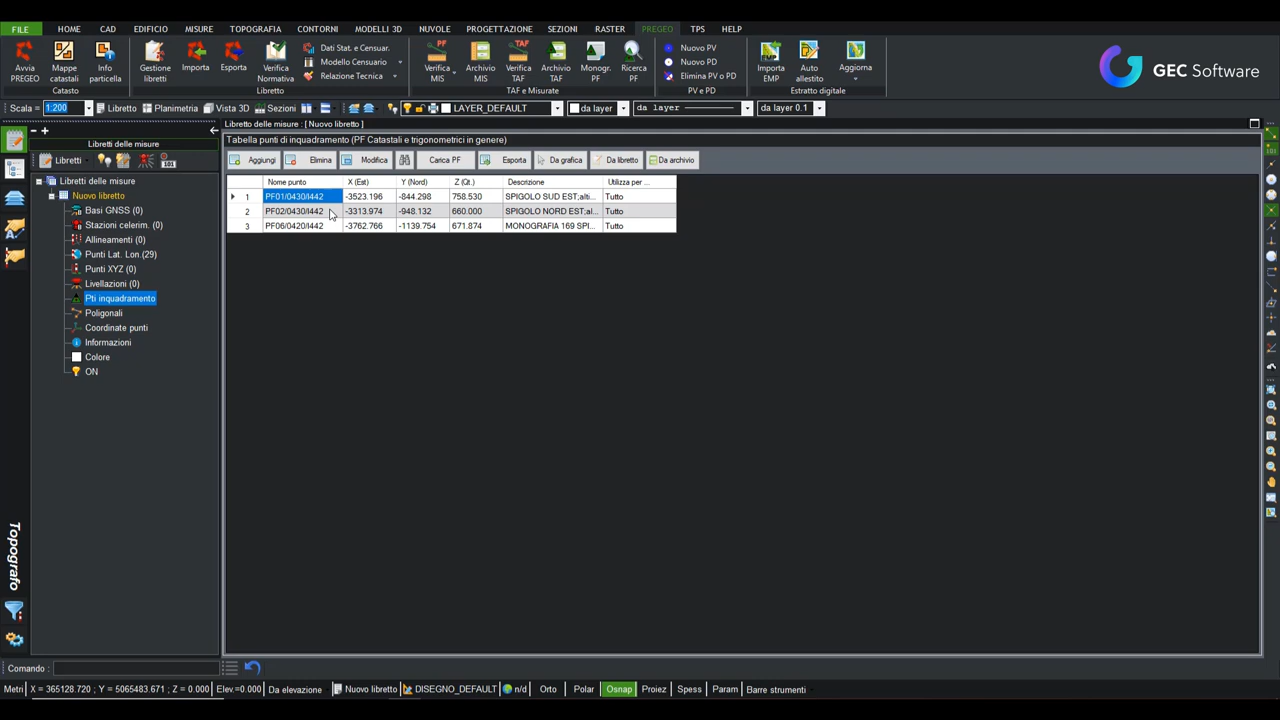 FILE HOME CAD EDIFICIO MISURE TOPOGRAFIA CONTORNI MODELLI 3D NUVOLE PROGETTAZIONE SEZIONI RASTER PREGEO TPS HELP
Avvia PREGEO
Mappe catastali
Info particella
Catasto
Gestione libretti
Importa
Esporta
Verifica Normativa
Dati Stat. e Censuar.
Modello Censuario
Relazione Tecnica
Libretto
Verifica MIS
Archivio MIS
Verifica TAF
Archivio TAF
Monogr. PF
Ricerca PF
TAF e Misurate
Nuovo PV
Nuovo PD
Elimina PV o PD
PV e PD
Importa EMP
Auto allestito
Aggiorna
Estratto digitale
GEC Software
Scala = 1:200 Libretto Planimetria Vista 3D Sezioni LAYER_DEFAULT da layer da layer da layer 0.1
Libretti delle misure
Libretti
101
Libretti delle misure
Nuovo libretto
Basi GNSS (0)
Stazioni celerim. (0)
Allineamenti (0)
Punti Lat. Lon.(29)
Punti XYZ (0)
Livellazioni (0)
Pti inquadramento
Poligonali
Coordinate punti
Informazioni
Colore
ON
Topografo
Libretto delle misure : [ Nuovo libretto ]
Tabella punti di inquadramento (PF Catastali e trigonometrici in genere)
Aggiungi Elimina Modifica Carica PF Esporta Da grafica Da libretto Da archivio
Nome punto X (Est) Y (Nord) Z (Qt.) Descrizione Utilizza per ...
1 PF01/0430/I442 -3523.196 -844.298 758.530 SPIGOLO SUD EST;alti... Tutto
2 PF02/0430/I442 -3313.974 -948.132 660.000 SPIGOLO NORD EST;al... Tutto
3 PF06/0420/I442 -3762.766 -1139.754 671.874 MONOGRAFIA 169 SPI... Tutto
Comando :
Metri X = 365128.720 ; Y = 5065483.671 ; Z = 0.000 Elev.=0.000 Da elevazione Nuovo libretto DISEGNO_DEFAULT n/d Orto Polar Osnap Proiez Spess Param Barre strumenti